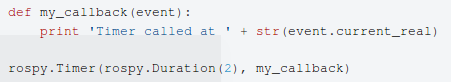 def my_callback(event):
    print 'Timer called at ' + str(event.current_real)
rospy.Timer(rospy.Duration(2), my_callback)